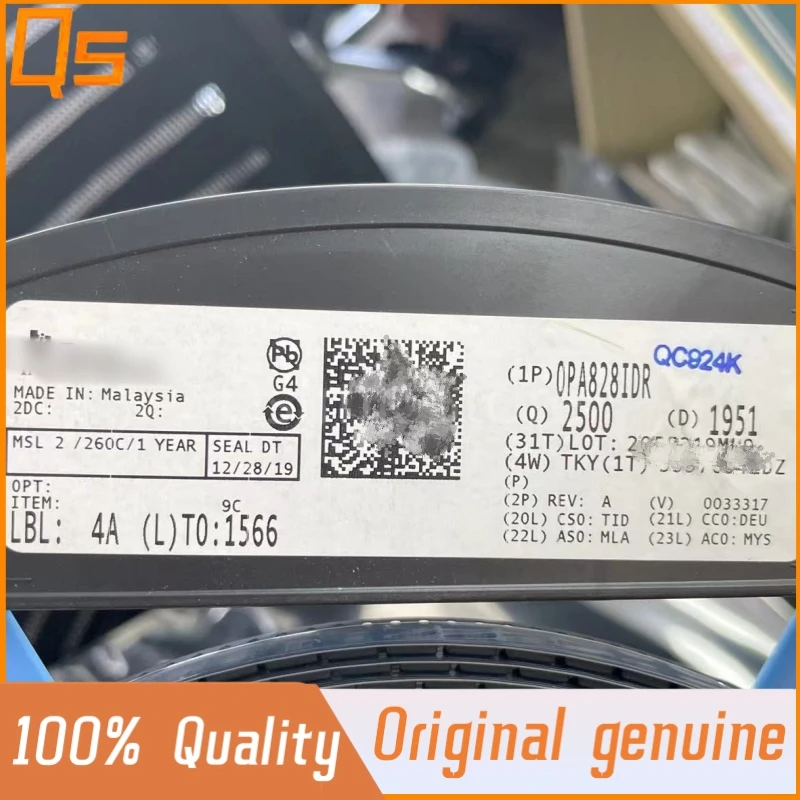 QS
Pb
G4
e
MADE IN: Malaysia
2DC: 2Q:
MSL 2 /260C/1 YEAR
SEAL DT
12/28/19
OPT:
ITEM: 9C
LBL: 4A (L)TO:1566
QC924K
(1P)OPA828IDR
(Q) 2500 (D) 1951
(31T)LOT:
(4W) TKY(1T)
(P)
(2P) REV: A (V) 0033317
(20L) CSO: TID (21L) CCO:DEU
(22L) ASO: MLA (23L) ACO: MYS
100% Quality
Original genuine